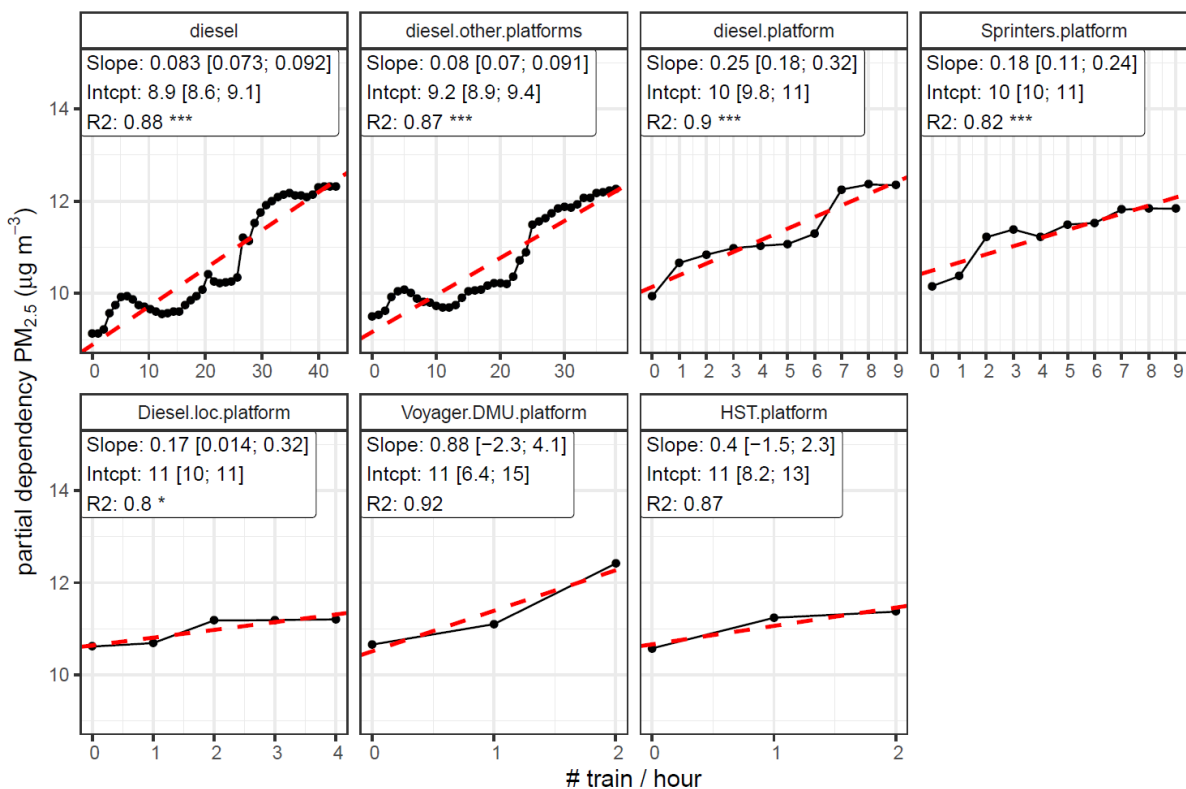 diesel
Slope: 0.083 [0.073; 0.092]
Intcpt: 8.9 [8.6; 9.1]
R2: 0.88 ***
diesel.other.platforms
Slope: 0.08 [0.07; 0.091]
Intcpt: 9.2 [8.9; 9.4]
R2: 0.87 ***
diesel.platform
Slope: 0.25 [0.18; 0.32]
Intcpt: 10 [9.8; 11]
R2: 0.9 ***
Sprinters.platform
Slope: 0.18 [0.11; 0.24]
Intcpt: 10 [10; 11]
R2: 0.82 ***
14
12
10
0 10 20 30 40
0 10 20 30
0 1 2 3 4 5 6 7 8 9
0 1 2 3 4 5 6 7 8 9
Diesel.loc.platform
Slope: 0.17 [0.014; 0.32]
Intcpt: 11 [10; 11]
R2: 0.8 *
Voyager.DMU.platform
Slope: 0.88 [−2.3; 4.1]
Intcpt: 11 [6.4; 15]
R2: 0.92
HST.platform
Slope: 0.4 [−1.5; 2.3]
Intcpt: 11 [8.2; 13]
R2: 0.87
14
12
10
0 1 2 3 4
0 1 2
0 1 2
partial dependency PM2.5 (µg m−3)
# train / hour